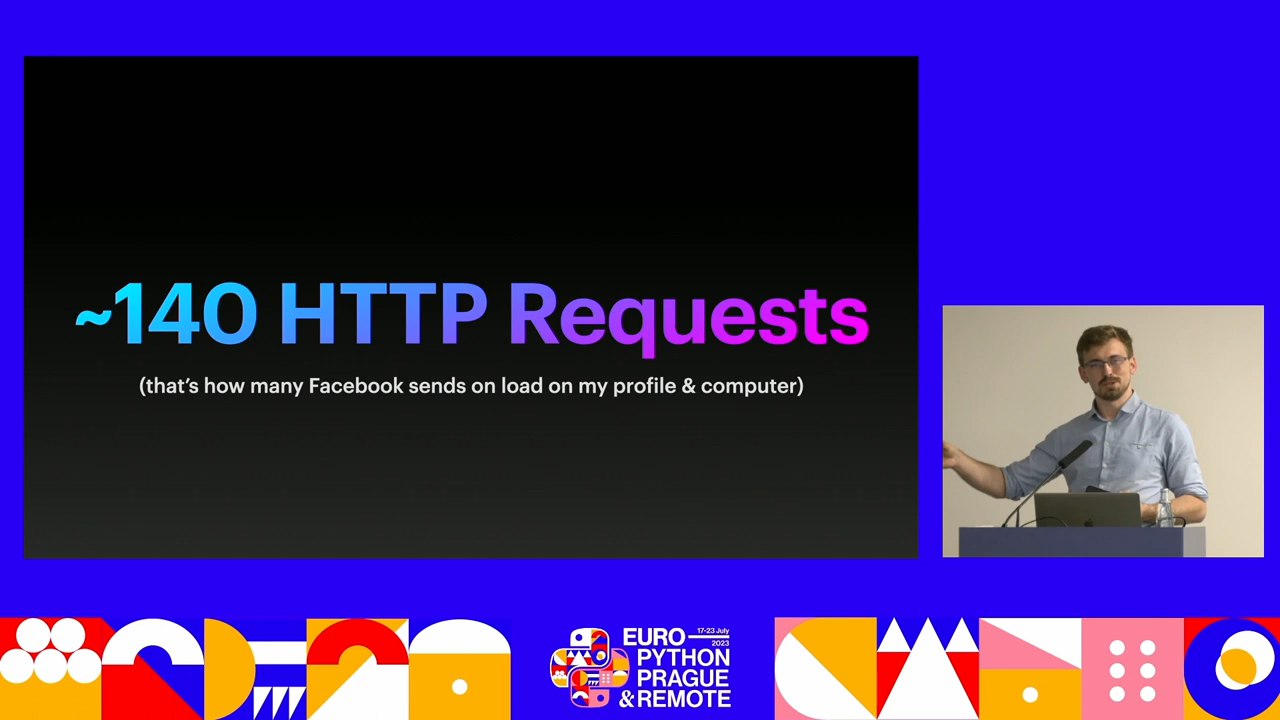 ~140 HTTP Requests
(that's how many Facebook sends on load on my profile & computer)
EURO
17-23 July
2023
PYTHON
PRAGUE
& REMOTE